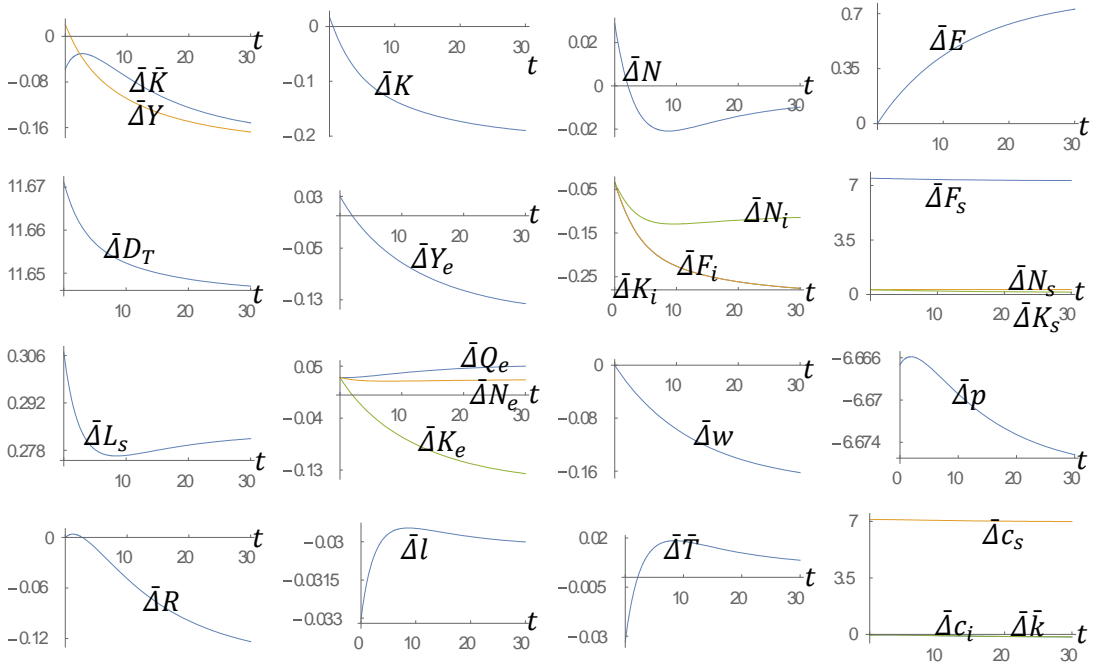 0
-0.08
-0.16
10
20
30
t
Δ̄K̄
Δ̄Y
0
-0.1
-0.2
10
20
30
t
Δ̄K
0.02
0
-0.02
10
20
30
t
Δ̄N
0.7
0.35
0
10
20
30
t
Δ̄E
11.67
11.66
11.65
10
20
30
t
Δ̄D_T
0.03
-0.05
-0.13
10
20
30
t
Δ̄Y_e
-0.05
-0.15
-0.25
10
20
30
t
Δ̄N_i
Δ̄F_i
Δ̄K_i
7
3.5
0
10
20
30
t
Δ̄F_s
Δ̄N_s
Δ̄K_s
0.306
0.292
0.278
10
20
30
t
Δ̄L_s
0.05
-0.04
-0.13
10
20
30
t
Δ̄Q_e
Δ̄N_e
Δ̄K_e
0
-0.08
-0.16
10
20
30
t
Δ̄w
-6.666
-6.67
-6.674
0
10
20
30
t
Δ̄p
0
-0.06
-0.12
10
20
30
t
Δ̄R
-0.03
-0.0315
-0.033
0
10
20
30
t
Δ̄l
0.02
-0.005
-0.03
10
20
30
t
Δ̄T̄
7
3.5
0
10
20
30
t
Δ̄c_s
Δ̄c_i
Δ̄k̄